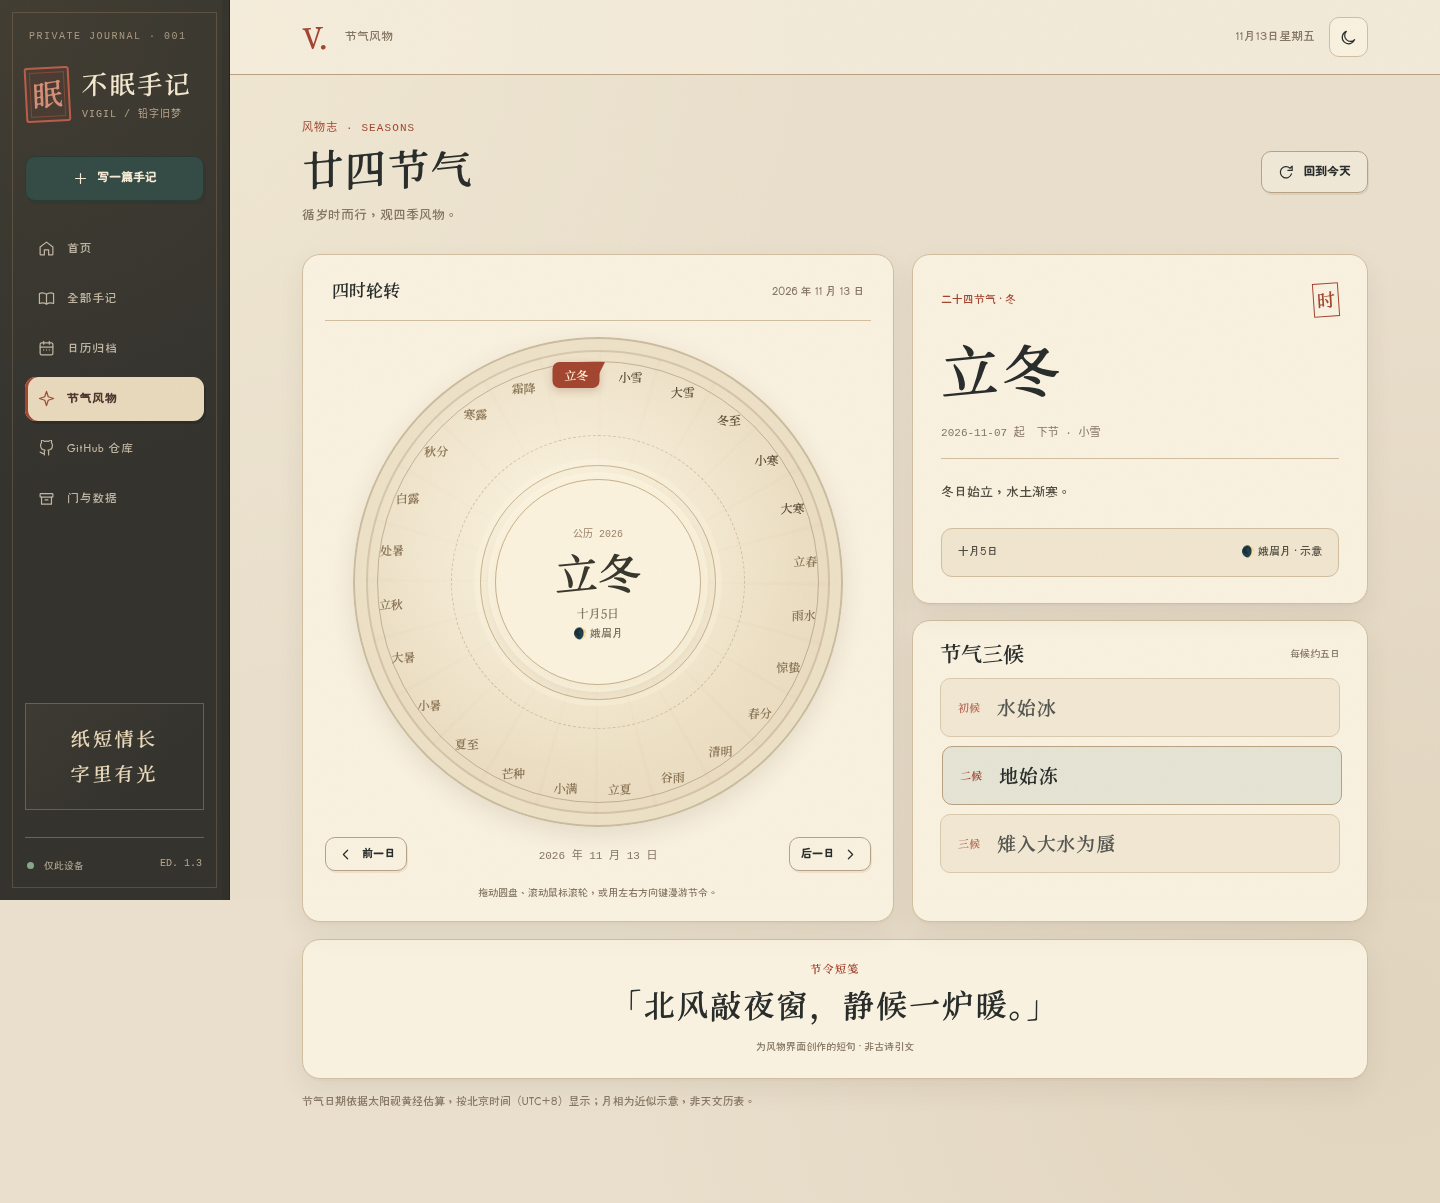 PRIVATE JOURNAL · 001
眠
不眠手记
VIGIL / 铅字旧梦
写一篇手记
首页
全部手记
日历归档
节气风物
GitHub 仓库
门与数据
纸短情长
字里有光
仅此设备
ED. 1.3
V.
节气风物
11月13日星期五
风物志 · SEASONS
廿四节气
循岁时而行，观四季风物。
回到今天
四时轮转
2026 年 11 月 13 日
立冬
小雪
大雪
冬至
小寒
大寒
立春
雨水
惊蛰
春分
清明
谷雨
立夏
小满
芒种
夏至
小暑
大暑
立秋
处暑
白露
秋分
寒露
霜降
公历 2026
立冬
十月5日
娥眉月
前一日
2026 年 11 月 13 日
后一日
拖动圆盘、滚动鼠标滚轮，或用左右方向键漫游节令。
二十四节气 · 冬
时
立冬
2026-11-07 起 下节 · 小雪
冬日始立，水土渐寒。
十月5日
娥眉月 · 示意
节气三候
每候约五日
初候 水始冰
二候 地始冻
三候 雉入大水为蜃
节令短笺
「北风敲夜窗，静候一炉暖。」
为风物界面创作的短句 · 非古诗引文
节气日期依据太阳视黄经估算，按北京时间（UTC+8）显示；月相为近似示意，非天文历表。